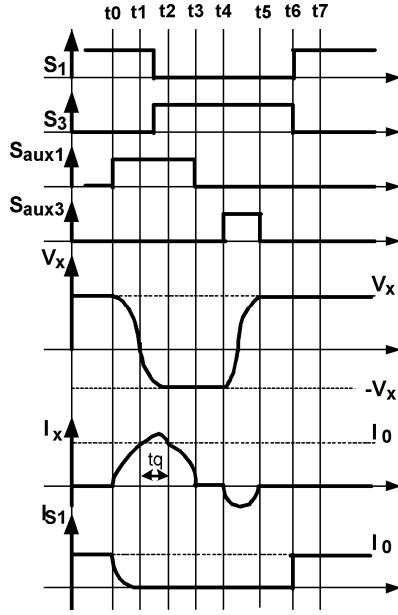 t0 t1 t2 t3 t4 t5 t6 t7
S1
S3
Saux1
Saux3
Vx
Vx
-Vx
Ix
I0
tq
IS1
I0